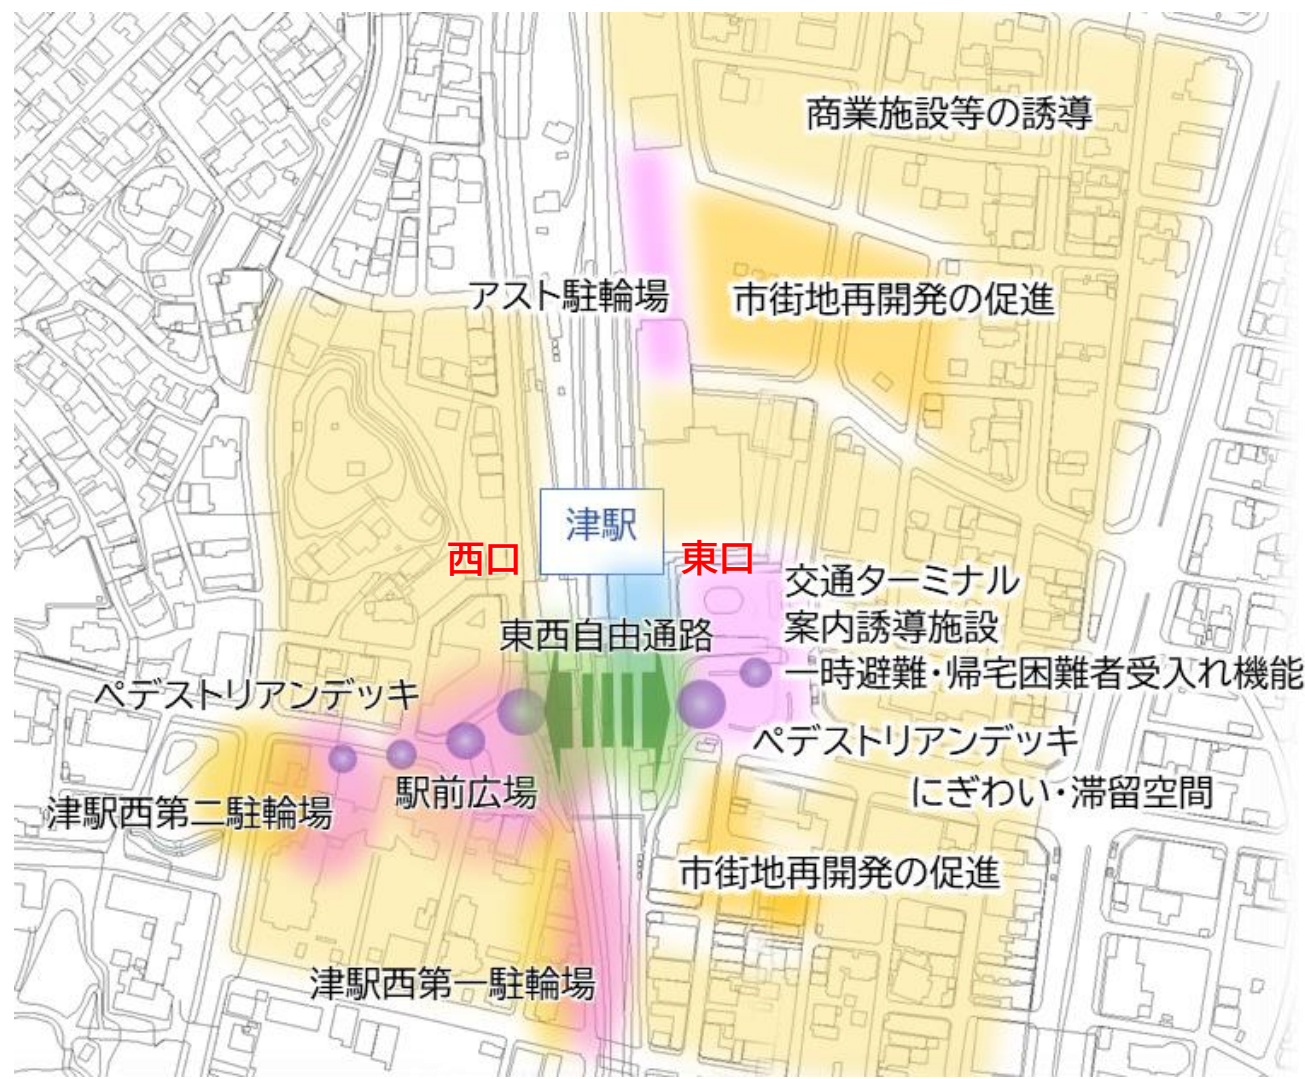 商業施設等の誘導
アスト駐輪場
市街地再開発の促進
津駅
西口
東口
交通ターミナル
案内誘導施設
一時避難・帰宅困難者受入れ機能
東西自由通路
ペデストリアンデッキ
ペデストリアンデッキ
駅前広場
にぎわい・滞留空間
津駅西第二駐輪場
市街地再開発の促進
津駅西第一駐輪場